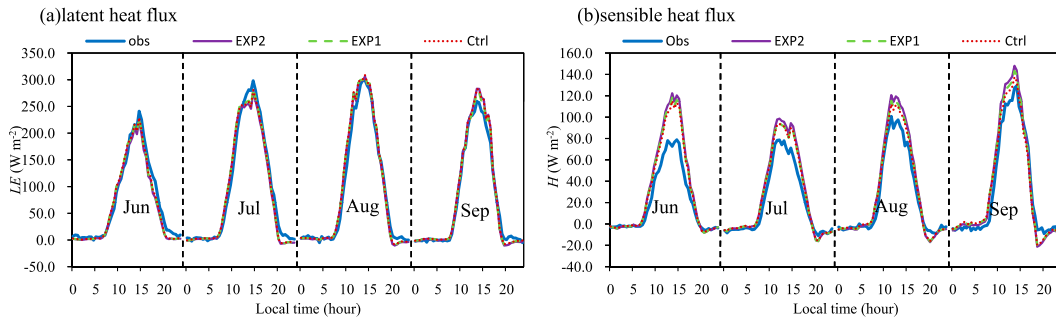 (a)latent heat flux
obs EXP2 EXP1 Ctrl
350.0
300.0
250.0
200.0
150.0
100.0
50.0
0.0
-50.0
LE (W m-2)
Jun Jul Aug Sep
0 5 10 15 20 0 5 10 15 20 0 5 10 15 20 0 5 10 15 20
Local time (hour)
(b)sensible heat flux
Obs EXP2 EXP1 Ctrl
160.0
140.0
120.0
100.0
80.0
60.0
40.0
20.0
0.0
-20.0
-40.0
H (W m-2)
Jun Jul Aug Sep
0 5 10 15 20 0 5 10 15 20 0 5 10 15 20 0 5 10 15 20
Local time (hour)